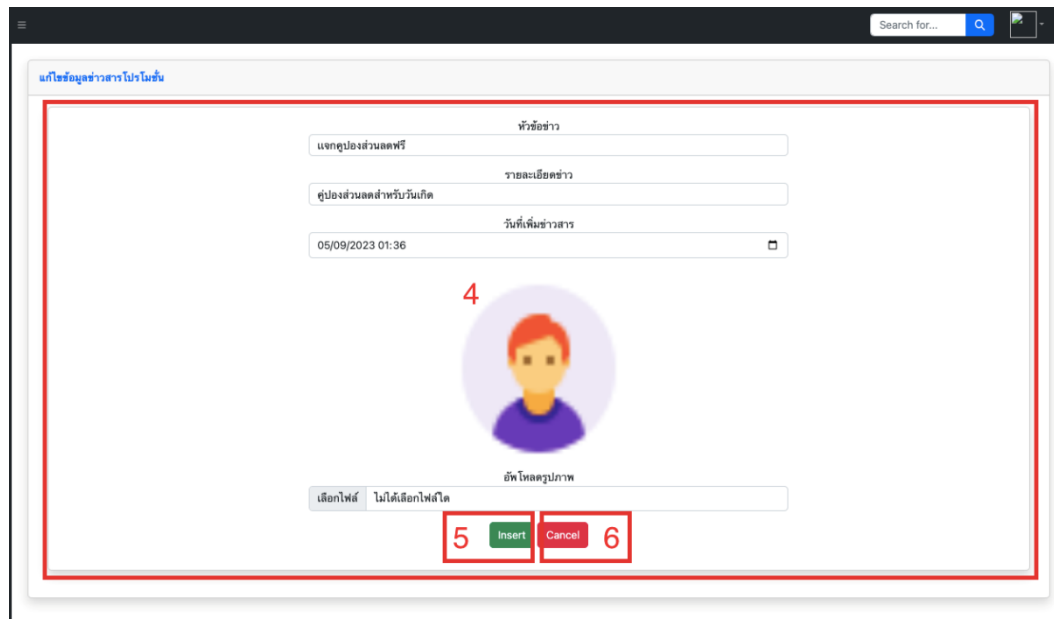 Search for...
แก้ไขข้อมูลข่าวสารโปรโมชั่น
หัวข้อข่าว
แจกคูปองส่วนลดฟรี
รายละเอียดข่าว
คู่ปองส่วนลดสำหรับวันเกิด
วันที่เพิ่มข่าวสาร
05/09/2023 01:36
4
อัพโหลดรูปภาพ
เลือกไฟล์ ไม่ได้เลือกไฟล์ใด
5 Insert Cancel 6